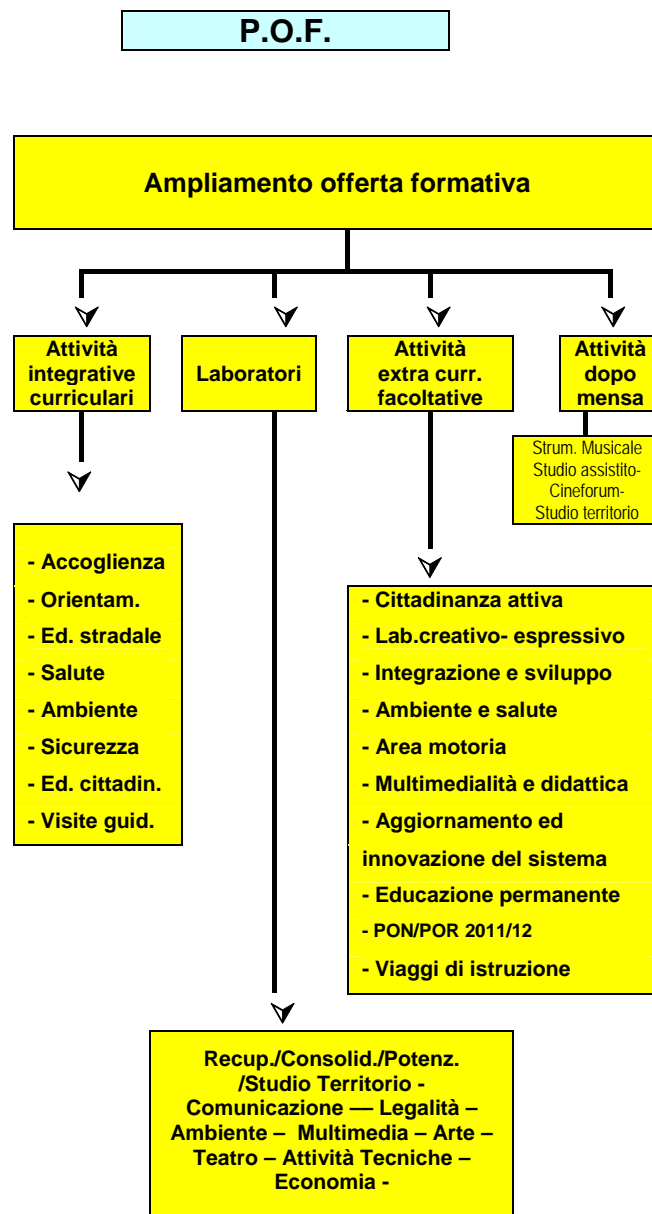 P.O.F.
Ampliamento offerta formativa
Attività
integrative
curriculari
Laboratori
Attività
extra curr.
facoltative
Attività
dopo
mensa
Strum. Musicale
Studio assistito-
Cineforum-
Studio territorio
- Accoglienza
- Orientam.
- Ed. stradale
- Salute
- Ambiente
- Sicurezza
- Ed. cittadin.
- Visite guid.
- Cittadinanza attiva
- Lab.creativo- espressivo
- Integrazione e sviluppo
- Ambiente e salute
- Area motoria
- Multimedialità e didattica
- Aggiornamento ed
innovazione del sistema
- Educazione permanente
- PON/POR 2011/12
- Viaggi di istruzione
Recup./Consolid./Potenz.
/Studio Territorio -
Comunicazione –– Legalità –
Ambiente – Multimedia – Arte –
Teatro – Attività Tecniche –
Economia -